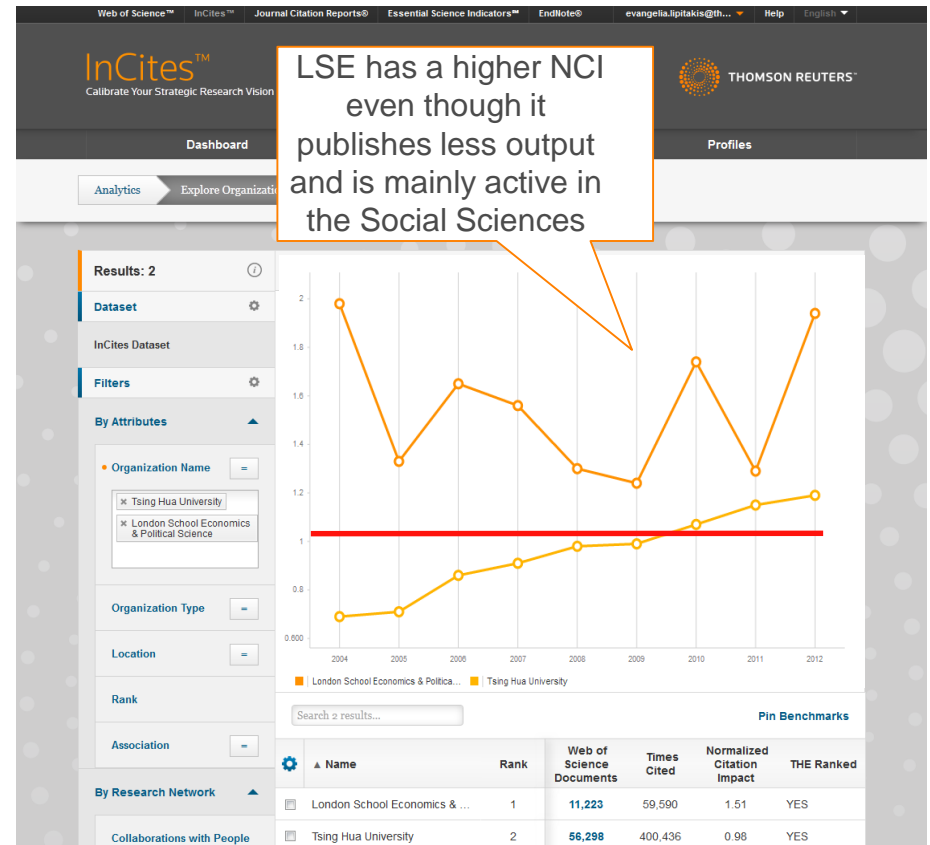 Web of Science™ InCites™ Journal Citation Reports® Essential Science Indicators℠ EndNote® evangelia.lipitakis@th... Help English
InCites™
Calibrate Your Strategic Research Vision
THOMSON REUTERS™
LSE has a higher NCI
even though it
publishes less output
and is mainly active in
the Social Sciences
Dashboard Profiles
Analytics Explore Organizati
Results: 2
Dataset
InCites Dataset
Filters
By Attributes
Organization Name =
× Tsing Hua University
× London School Economics
& Political Science
Organization Type =
Location =
Rank
Association =
By Research Network
Collaborations with People
2
1.8
1.6
1.4
1.2
1
0.8
0.600
2004 2005 2006 2007 2008 2009 2010 2011 2012
London School Economics & Politica... Tsing Hua University
Search 2 results...
Pin Benchmarks
Name Rank Web of Science Documents Times Cited Normalized Citation Impact THE Ranked
London School Economics & ... 1 11,223 59,590 1.51 YES
Tsing Hua University 2 56,298 400,436 0.98 YES